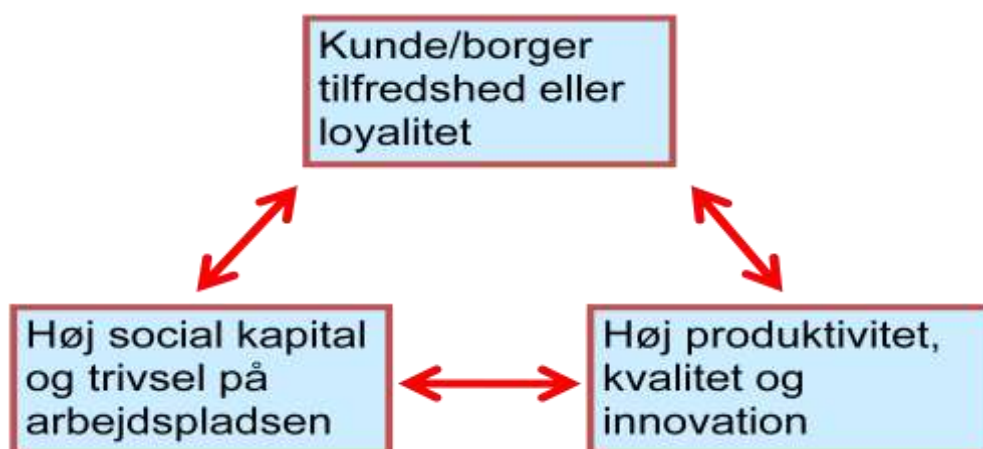 Kunde/borger
tilfredshed eller
loyalitet
Høj social kapital
og trivsel på
arbejdspladsen
Høj produktivitet,
kvalitet og
innovation